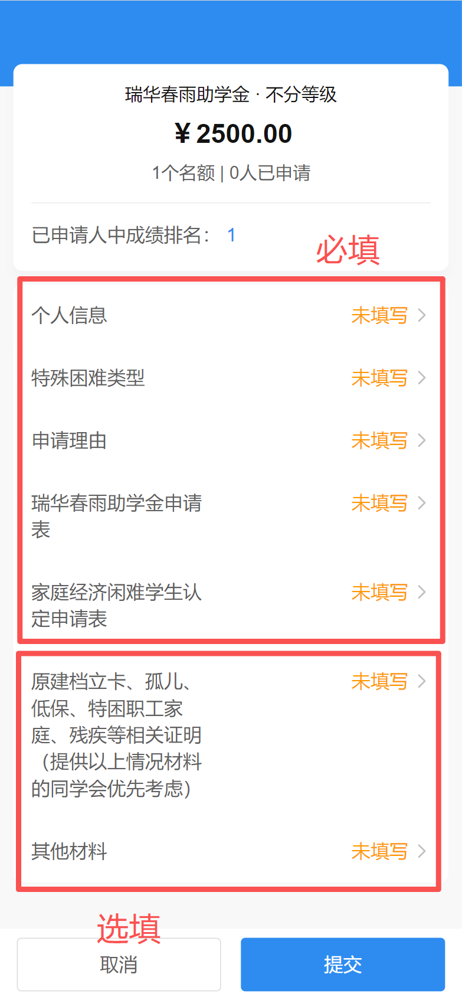 瑞华春雨助学金 · 不分等级
¥ 2500.00
1个名额 | 0人已申请
已申请人中成绩排名： 1
必填
个人信息 未填写
特殊困难类型 未填写
申请理由 未填写
瑞华春雨助学金申请 未填写
表
家庭经济闲难学生认 未填写
定申请表
原建档立卡、孤儿、 未填写
低保、特困职工家
庭、残疾等相关证明
（提供以上情况材料
的同学会优先考虑）
其他材料 未填写
选填
取消 提交